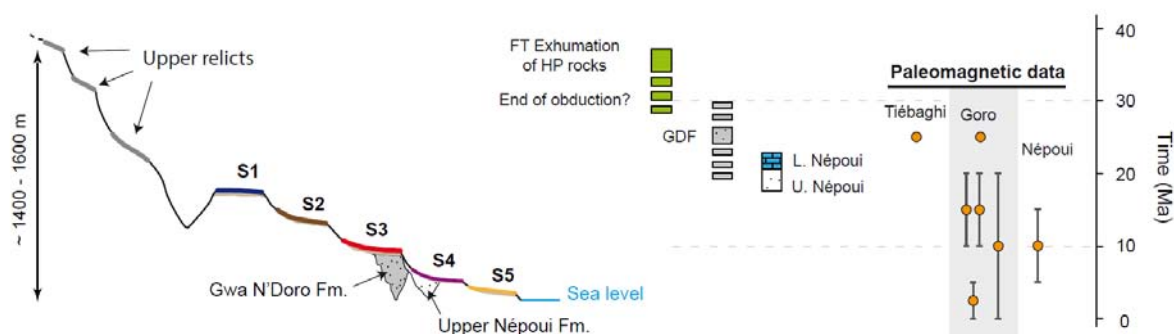 ~ 1400 - 1600 m
Upper relicts
S1
S2
S3
S4
S5
Gwa N'Doro Fm.
Upper Népoui Fm.
Sea level
FT Exhumation
of HP rocks
End of obduction?
GDF
L. Népoui
U. Népoui
Paleomagnetic data
Tiébaghi
Goro
Népoui
40
30
20
10
0
Time (Ma)